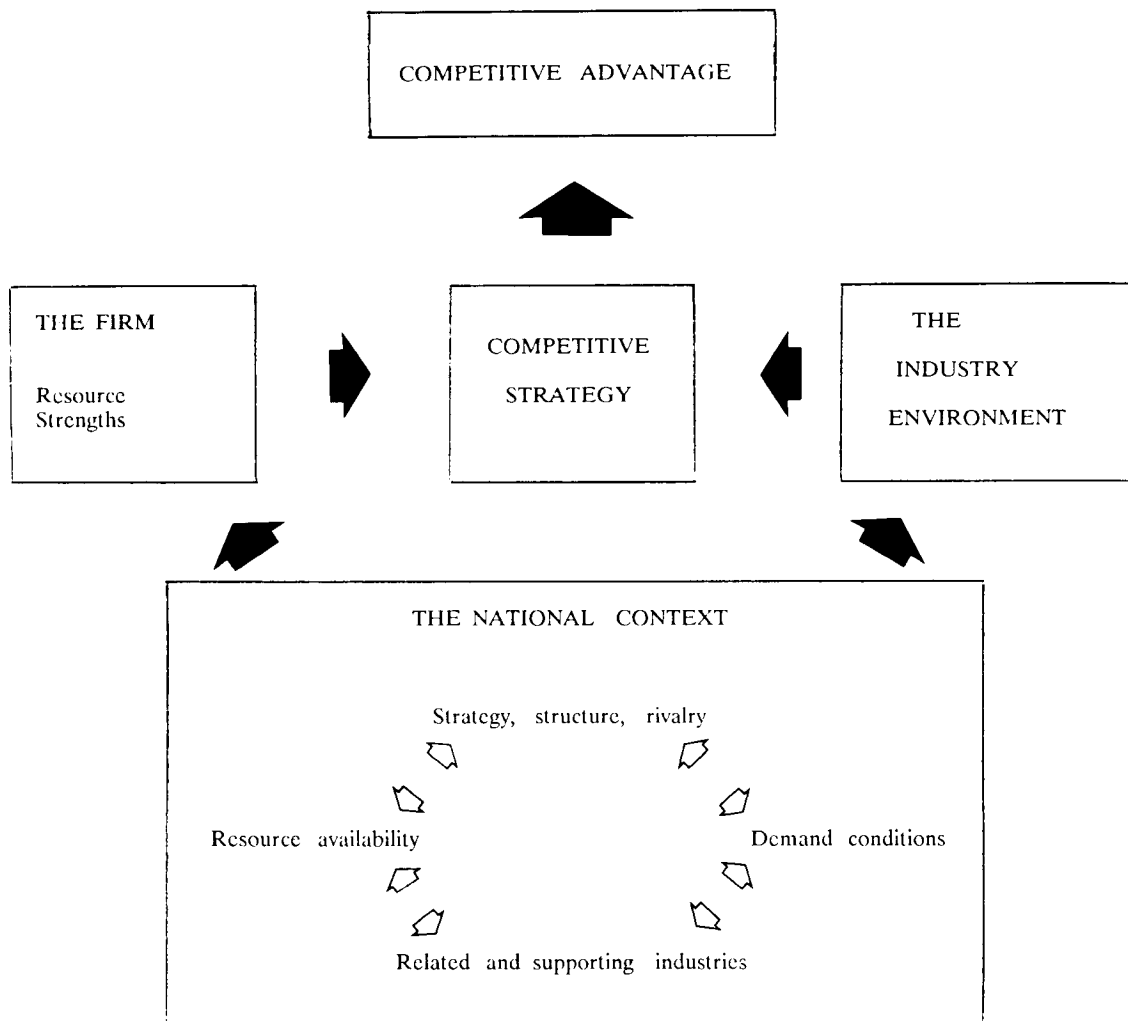 COMPETITIVE ADVANTAGE
THE FIRM
Resource
Strengths
COMPETITIVE
STRATEGY
THE
INDUSTRY
ENVIRONMENT
THE NATIONAL CONTEXT
Strategy, structure, rivalry
Resource availability
Demand conditions
Related and supporting industries